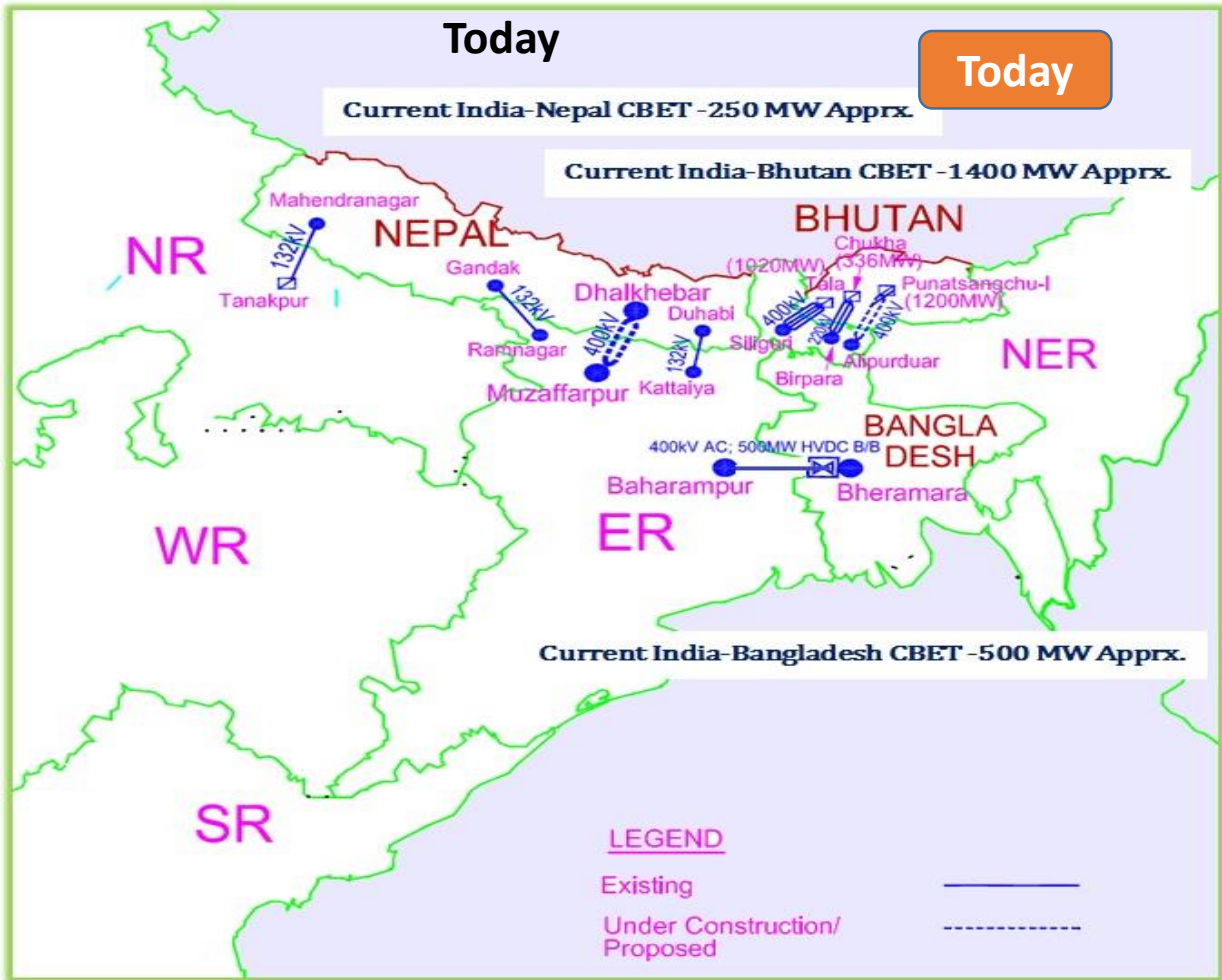 Today
Today
Current India-Nepal CBET -250 MW Apprx.
Current India-Bhutan CBET -1400 MW Apprx.
Mahendranagar
NEPAL
BHUTAN
NR
132kV
Tanakpur
Gandak
132kV
Ramnagar
Dhalkhebar
400kV
Muzaffarpur
Duhabi
132kV
Kattaiya
Chukha
(336MW)
(1020MW)
Tala
Punatsangchu-I
(1200MW)
400kV
220kV
400kV
Siliguri
Alipurduar
Birpara
NER
BANGLA
DESH
400kV AC; 500MW HVDC B/B
Baharampur
Bheramara
WR
ER
Current India-Bangladesh CBET -500 MW Apprx.
SR
LEGEND
Existing
Under Construction/
Proposed